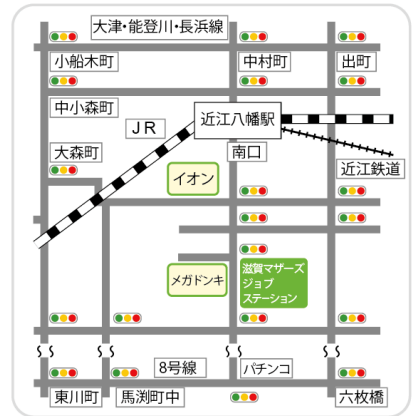 大津・能登川・長浜線
小船木町
中村町
出町
中小森町
近江八幡駅
JR
大森町
南口
近江鉄道
イオン
滋賀マザーズ
ジョブ
ステーション
メガドンキ
8号線
パチンコ
東川町
馬渕町中
六枚橋